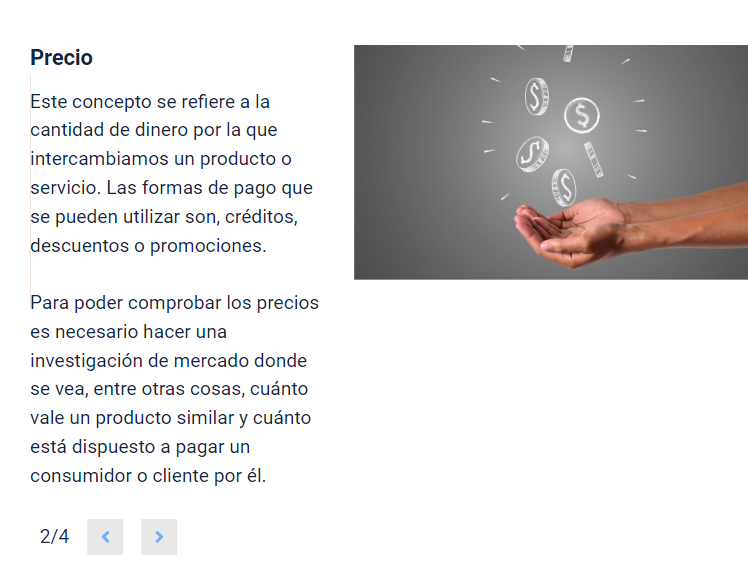 Precio
Este concepto se refiere a la
cantidad de dinero por la que
intercambiamos un producto o
servicio. Las formas de pago que
se pueden utilizar son, créditos,
descuentos o promociones.
Para poder comprobar los precios
es necesario hacer una
investigación de mercado donde
se vea, entre otras cosas, cuánto
vale un producto similar y cuánto
está dispuesto a pagar un
consumidor o cliente por él.
2/4